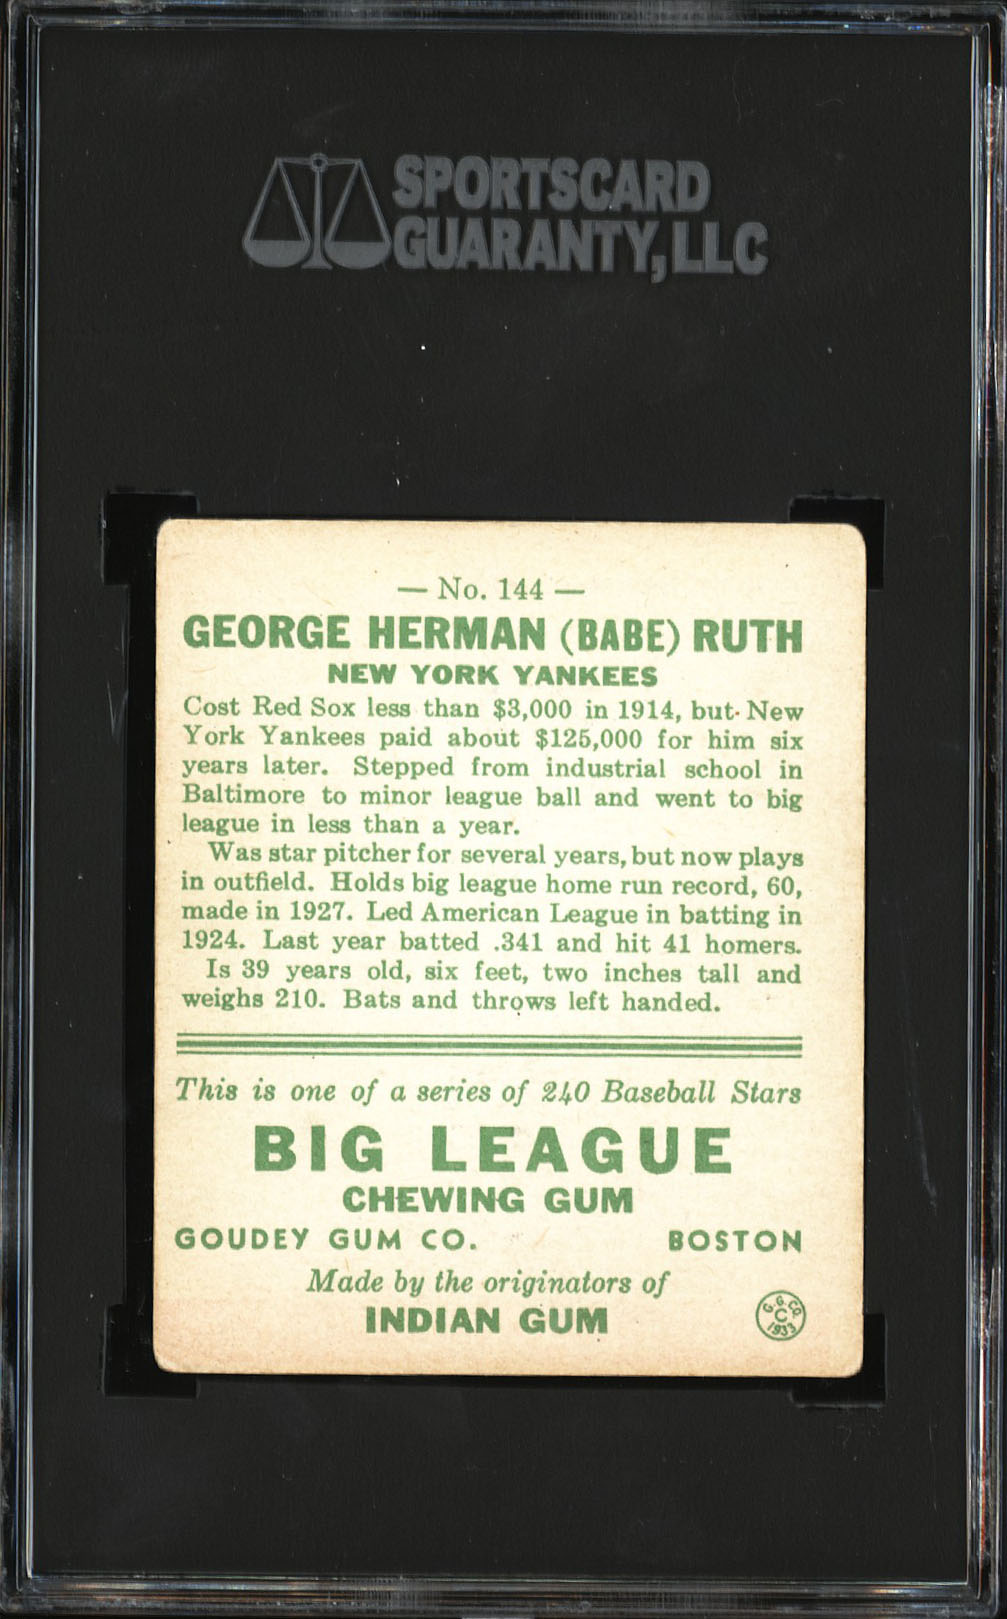 SPORTSCARD
GUARANTY, LLC
— No. 144 —
GEORGE HERMAN (BABE) RUTH
NEW YORK YANKEES
Cost Red Sox less than $3,000 in 1914, but New
York Yankees paid about $125,000 for him six
years later. Stepped from industrial school in
Baltimore to minor league ball and went to big
league in less than a year.
Was star pitcher for several years, but now plays
in outfield. Holds big league home run record, 60,
made in 1927. Led American League in batting in
1924. Last year batted .341 and hit 41 homers.
Is 39 years old, six feet, two inches tall and
weighs 210. Bats and throws left handed.
This is one of a series of 240 Baseball Stars
BIG LEAGUE
CHEWING GUM
GOUDEY GUM CO. BOSTON
Made by the originators of
INDIAN GUM
G. G. CO.
C
1933